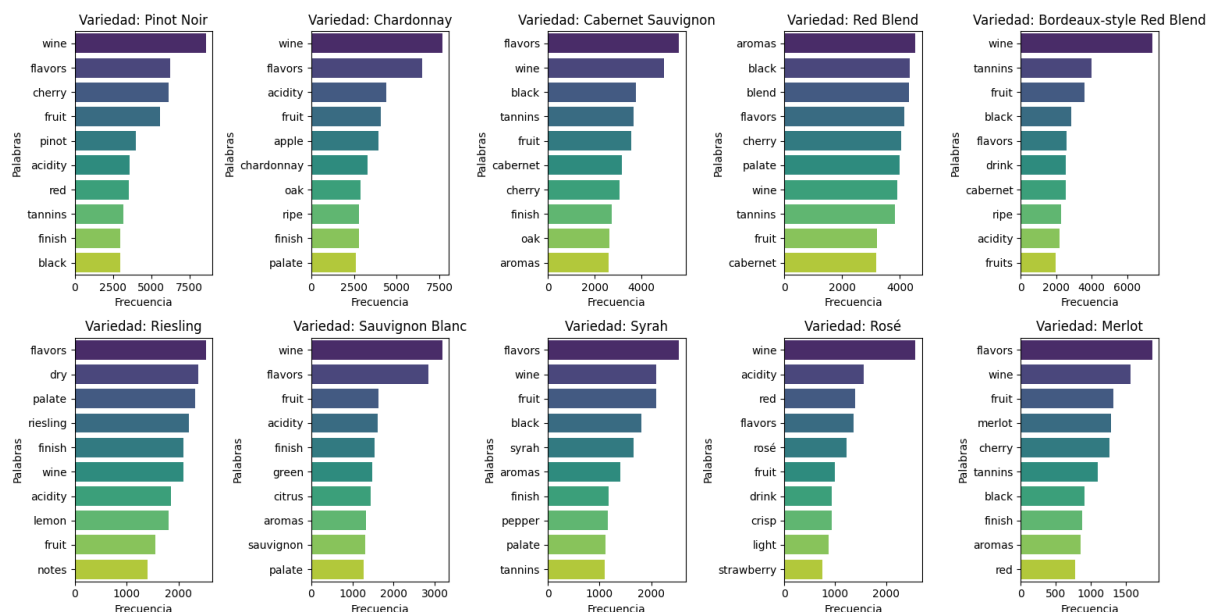 Variedad: Pinot Noir
Palabras
wine
flavors
cherry
fruit
pinot
acidity
red
tannins
finish
black
0 2500 5000 7500
Frecuencia
Variedad: Chardonnay
Palabras
wine
flavors
acidity
fruit
apple
chardonnay
oak
ripe
finish
palate
0 2500 5000 7500
Frecuencia
Variedad: Cabernet Sauvignon
Palabras
flavors
wine
black
tannins
fruit
cabernet
cherry
finish
oak
aromas
0 2000 4000
Frecuencia
Variedad: Red Blend
Palabras
aromas
black
blend
flavors
cherry
palate
wine
tannins
fruit
cabernet
0 2000 4000
Frecuencia
Variedad: Bordeaux-style Red Blend
Palabras
wine
tannins
fruit
black
flavors
drink
cabernet
ripe
acidity
fruits
0 2000 4000 6000
Frecuencia
Variedad: Riesling
Palabras
flavors
dry
palate
riesling
finish
wine
acidity
lemon
fruit
notes
0 1000 2000
Frecuencia
Variedad: Sauvignon Blanc
Palabras
wine
flavors
fruit
acidity
finish
green
citrus
aromas
sauvignon
palate
0 1000 2000 3000
Frecuencia
Variedad: Syrah
Palabras
flavors
wine
fruit
black
syrah
aromas
finish
pepper
palate
tannins
0 1000 2000
Frecuencia
Variedad: Rosé
Palabras
wine
acidity
red
flavors
rosé
fruit
drink
crisp
light
strawberry
0 1000 2000
Frecuencia
Variedad: Merlot
Palabras
flavors
wine
fruit
merlot
cherry
tannins
black
finish
aromas
red
0 500 1000 1500
Frecuencia